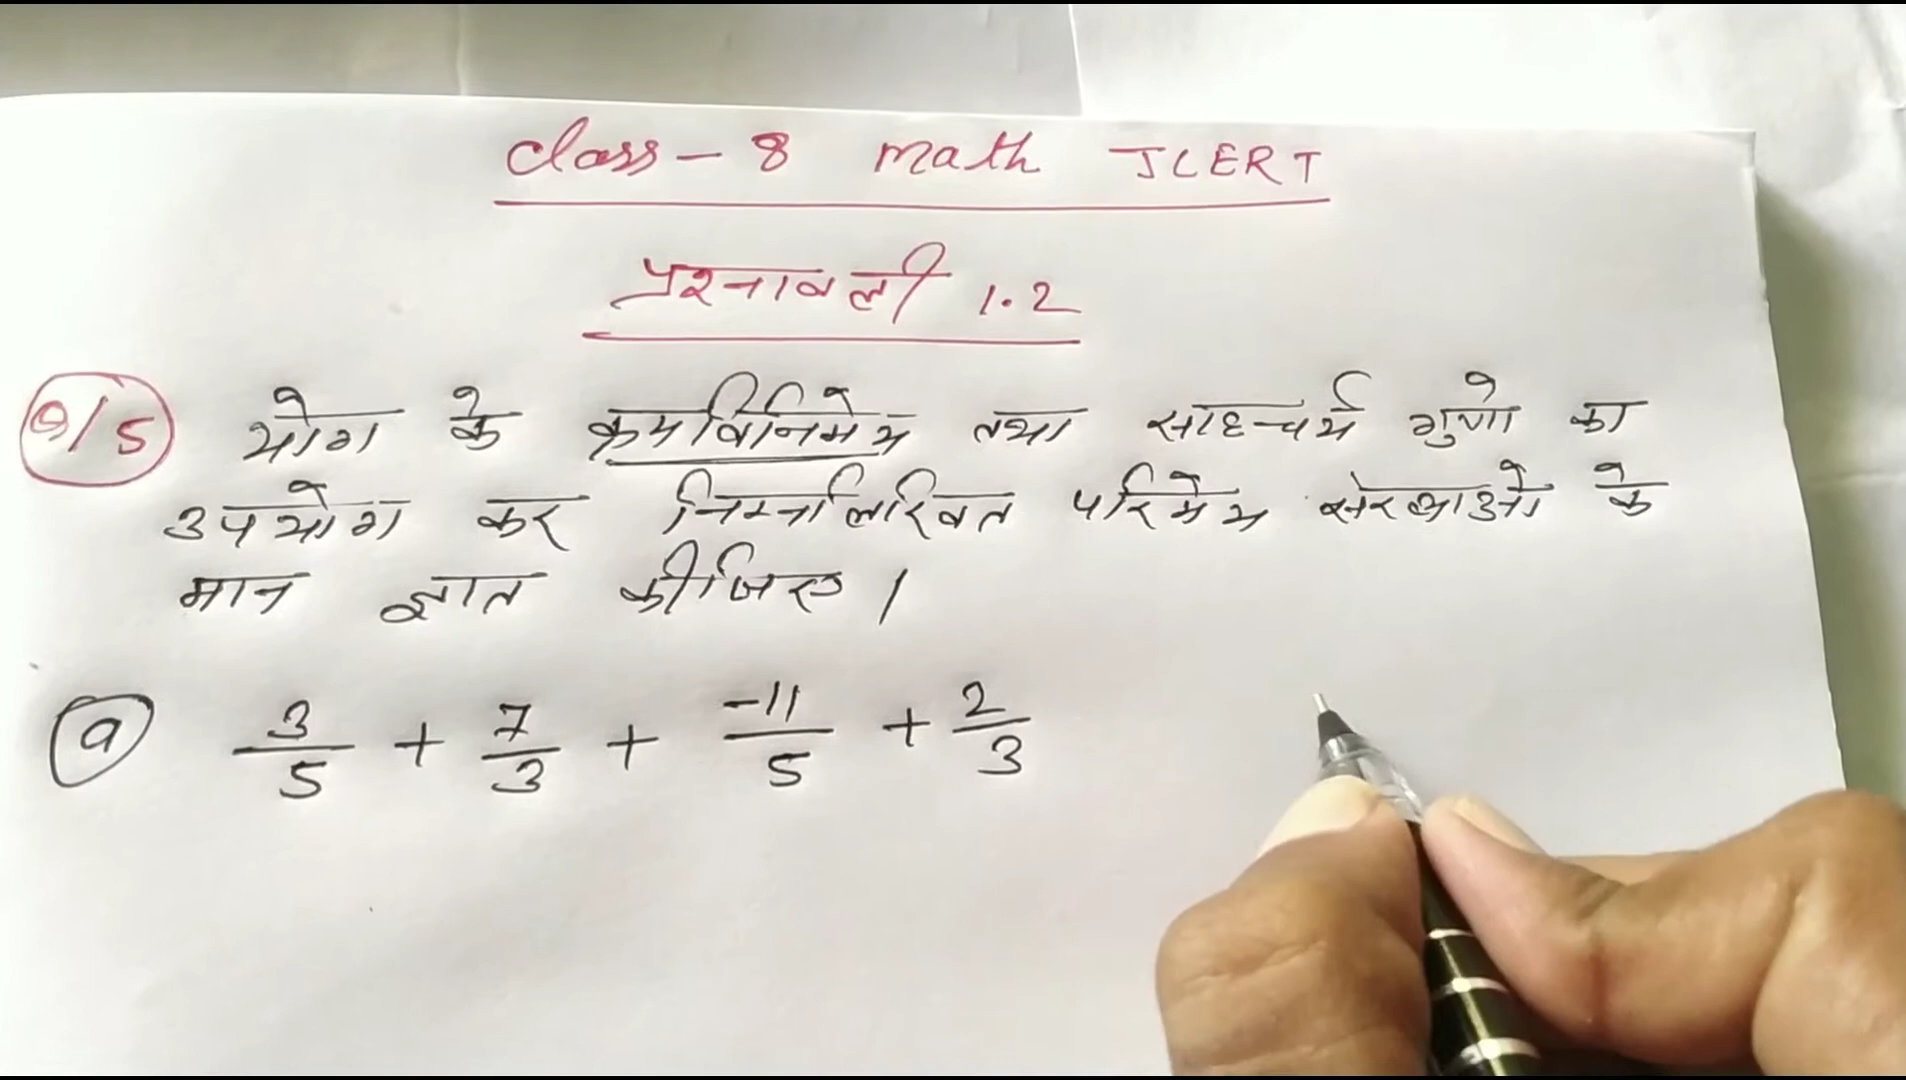 class - 8 math JCERT
प्रश्नावली 1.2
Q/5 योग के क्रमविनिमेय तथा साहचर्य गुणो का
उपयोग कर निम्नलिखित परिमेय संख्याओ के
मान ज्ञात कीजिए।
a 3/5 + 7/3 + -11/5 + 2/3